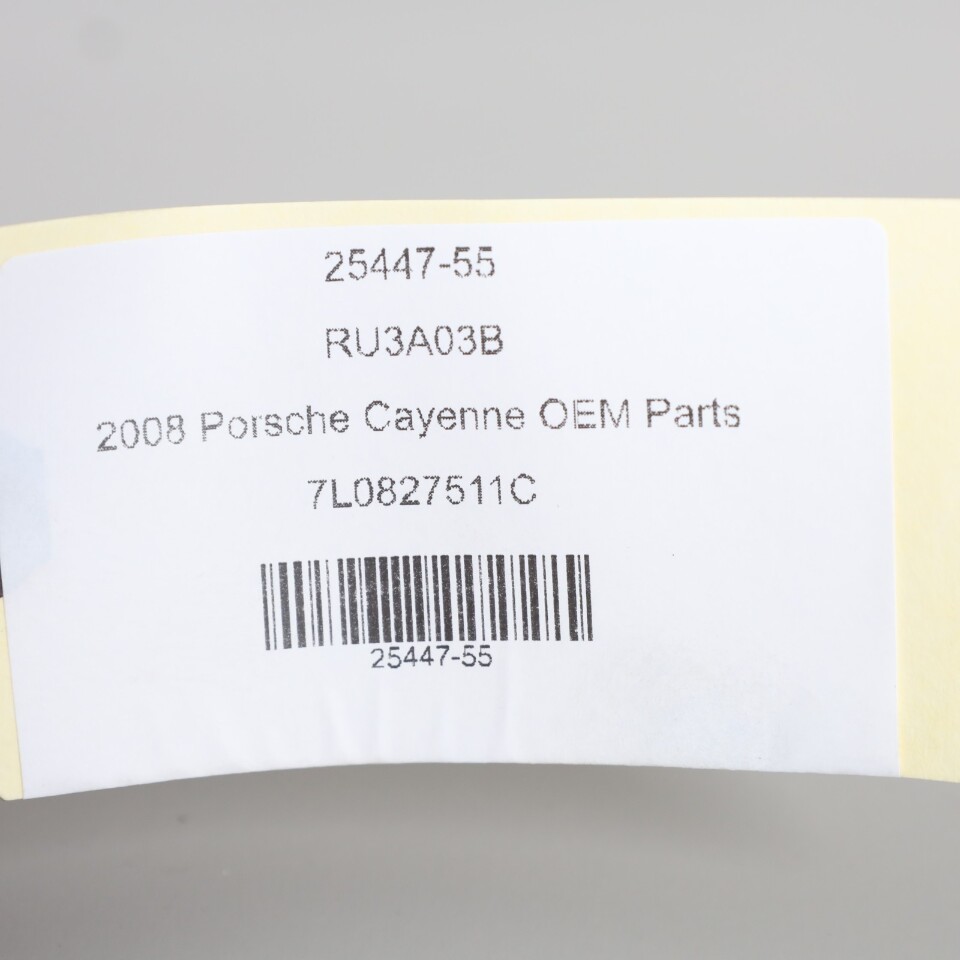 25447-55
RU3A03B
2008 Porsche Cayenne OEM Parts
7L0827511C
25447-55